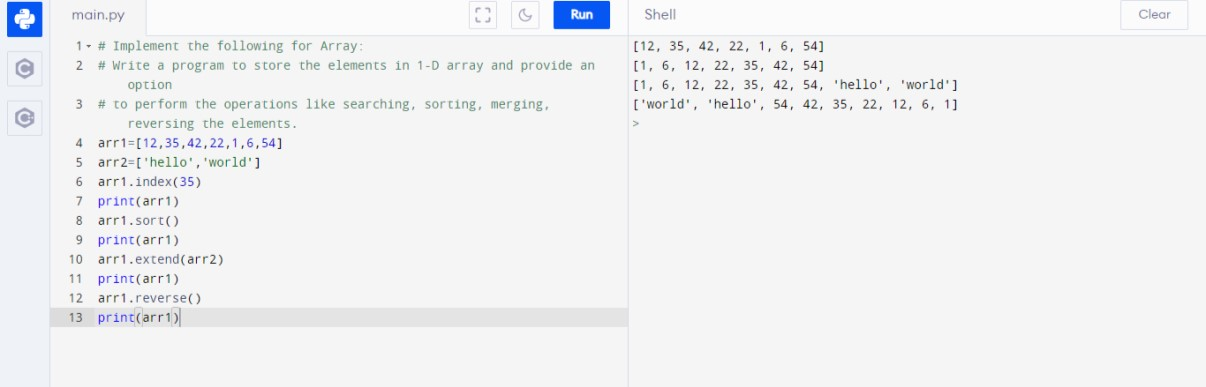 main.py
Run
Shell
Clear
1 # Implement the following for Array:
2 # Write a program to store the elements in 1-D array and provide an
option
3 # to perform the operations like searching, sorting, merging,
reversing the elements.
4 arr1=[12,35,42,22,1,6,54]
5 arr2=['hello','world']
6 arr1.index(35)
7 print(arr1)
8 arr1.sort()
9 print(arr1)
10 arr1.extend(arr2)
11 print(arr1)
12 arr1.reverse()
13 print(arr1)
[12, 35, 42, 22, 1, 6, 54]
[1, 6, 12, 22, 35, 42, 54]
[1, 6, 12, 22, 35, 42, 54, 'hello', 'world']
['world', 'hello', 54, 42, 35, 22, 12, 6, 1]
>